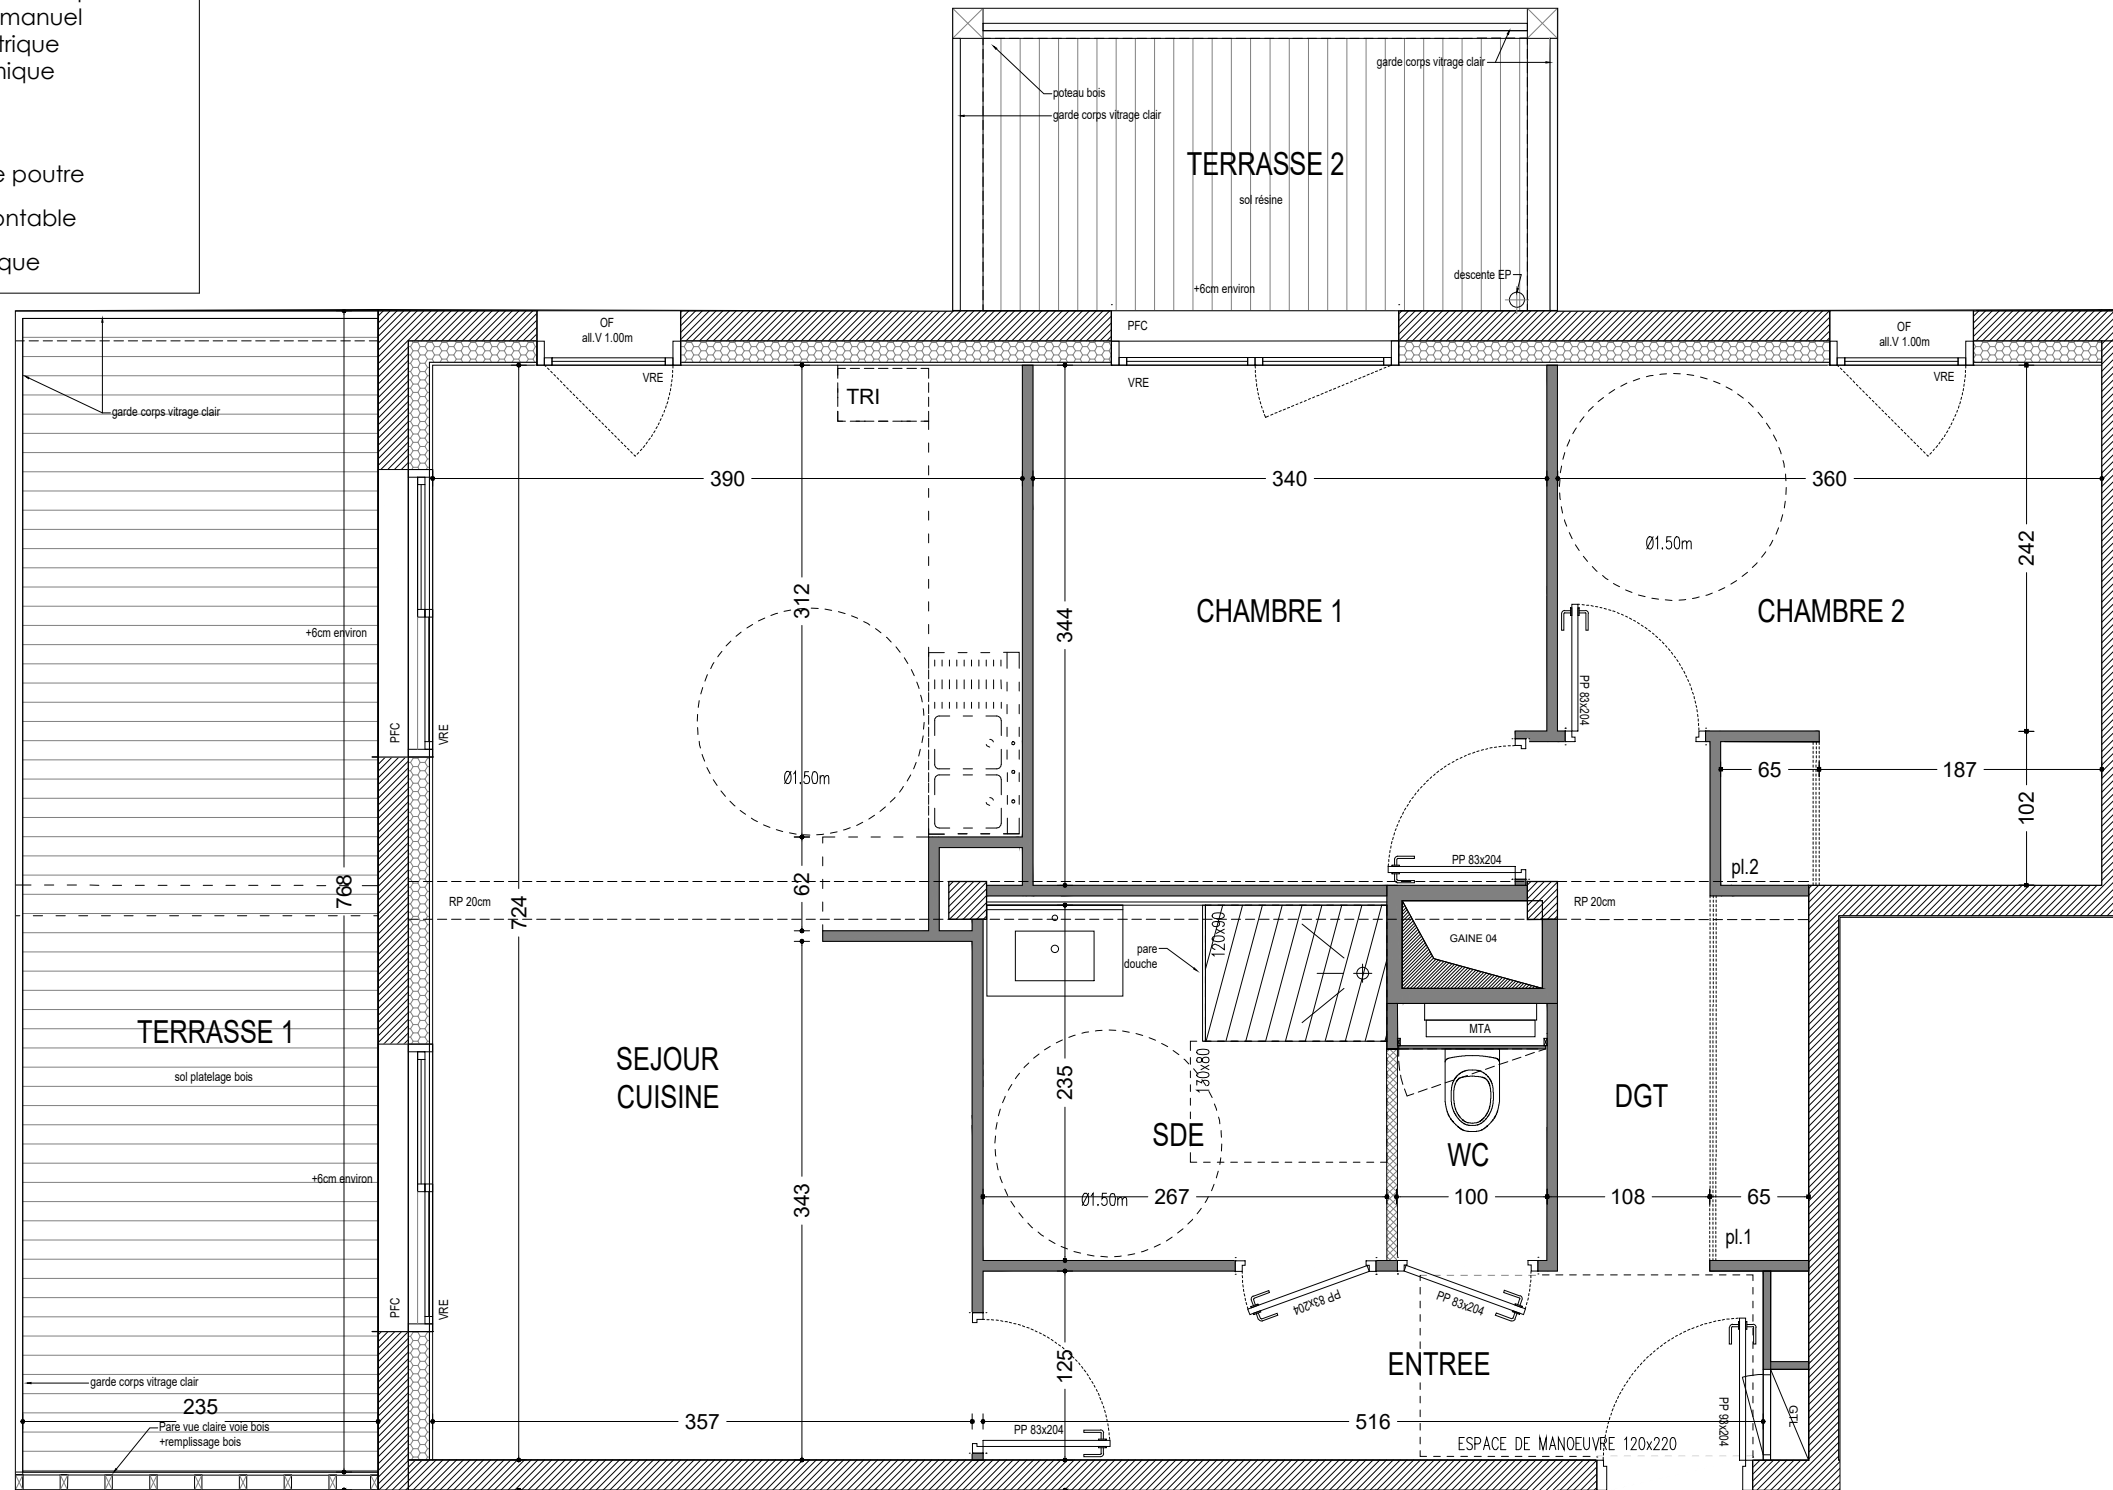 manuel
trique
nique
e poutre
ontable
que
garde corps vitrage clair
poteau bois
garde corps vitrage clair
TERRASSE 2
sol résine
descente EP
+6cm environ
OF
all.V 1.00m
PFC
OF
all.V 1.00m
VRE
TRI
VRE
VRE
garde corps vitrage clair
390
340
360
242
Ø1.50m
312
344
CHAMBRE 1
CHAMBRE 2
+6cm environ
PP 83x204
PFC
VRE
Ø1.50m
65
187
102
PP 83x204
pl.2
768
724
62
RP 20cm
RP 20cm
120x90
pare
douche
GAINE 04
TERRASSE 1
sol platelage bois
SEJOUR
CUISINE
MTA
235
130x80
DGT
SDE
WC
+6cm environ
343
Ø1.50m
267
100
108
65
pl.1
PFC
VRE
PP 83x204
PP 83x204
125
ENTREE
garde corps vitrage clair
235
Pare vue claire voie bois
+remplissage bois
357
PP 83x204
516
PP 93x204
GTL
ESPACE DE MANOEUVRE 120x220